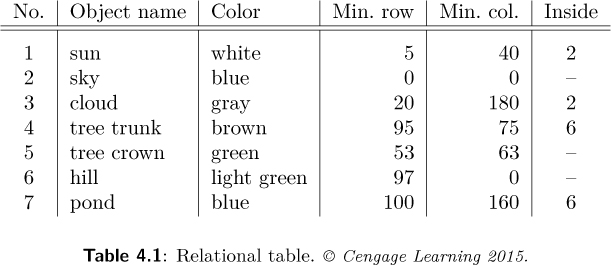 No. Object name Color Min. row Min. col. Inside
1 sun white 5 40 2
2 sky blue 0 0 –
3 cloud gray 20 180 2
4 tree trunk brown 95 75 6
5 tree crown green 53 63 –
6 hill light green 97 0 –
7 pond blue 100 160 6
Table 4.1: Relational table. © Cengage Learning 2015.